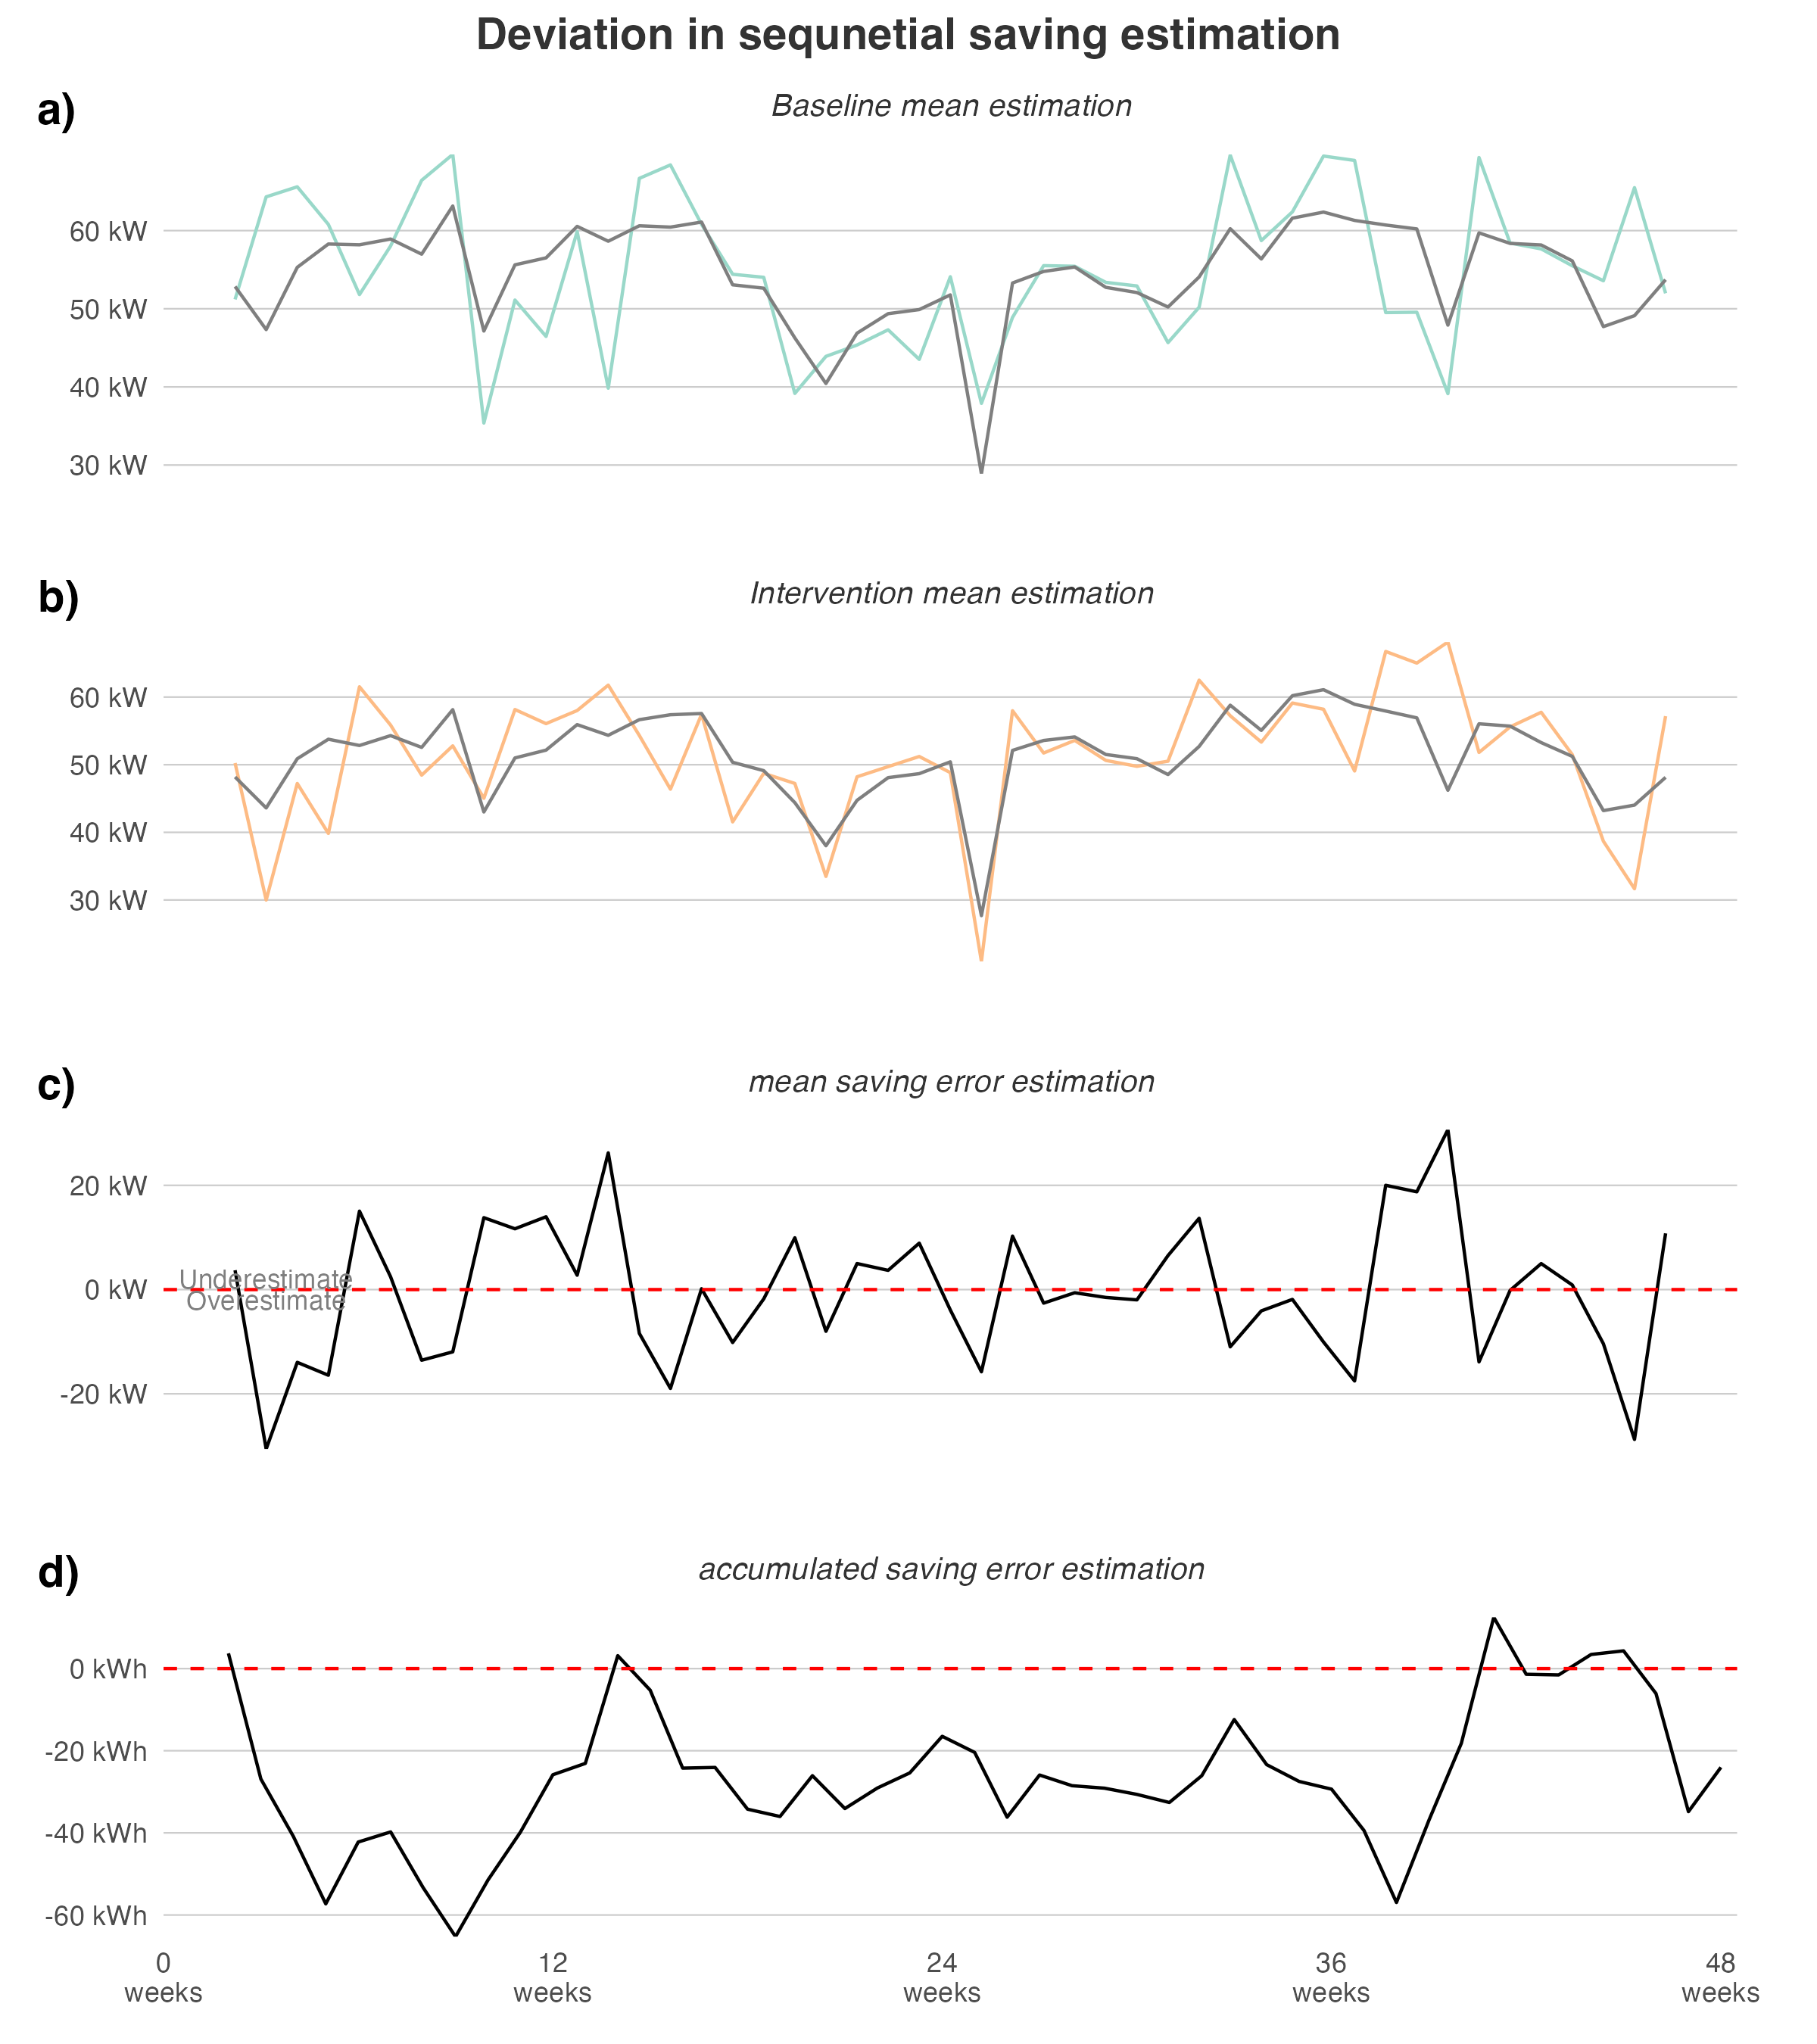 Deviation in sequnetial saving estimation
a)
Baseline mean estimation
60 kW
50 kW
40 kW
30 kW
b)
Intervention mean estimation
60 kW
50 kW
40 kW
30 kW
c)
mean saving error estimation
20 kW
Underestimate
0 kW
Overestimate
-20 kW
d)
accumulated saving error estimation
0 kWh
-20 kWh
-40 kWh
-60 kWh
0 12 24 36 48
weeks weeks weeks weeks weeks